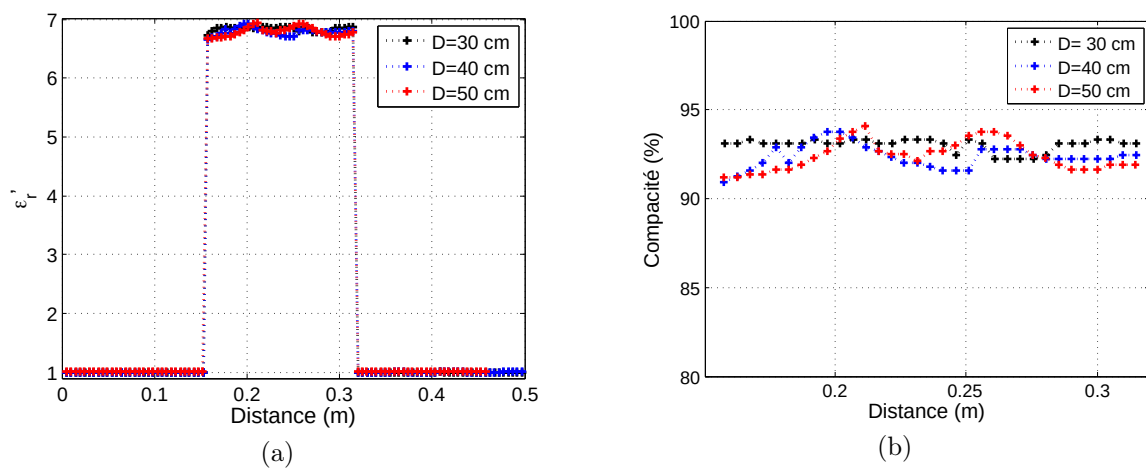 7
6
5
4
3
2
1
εr’
0
0.1
0.2
0.3
0.4
0.5
Distance (m)
D=30 cm
D=40 cm
D=50 cm
(a)
100
95
90
85
80
Compacité (%)
0.2
0.25
0.3
Distance (m)
D= 30 cm
D=40 cm
D=50 cm
(b)